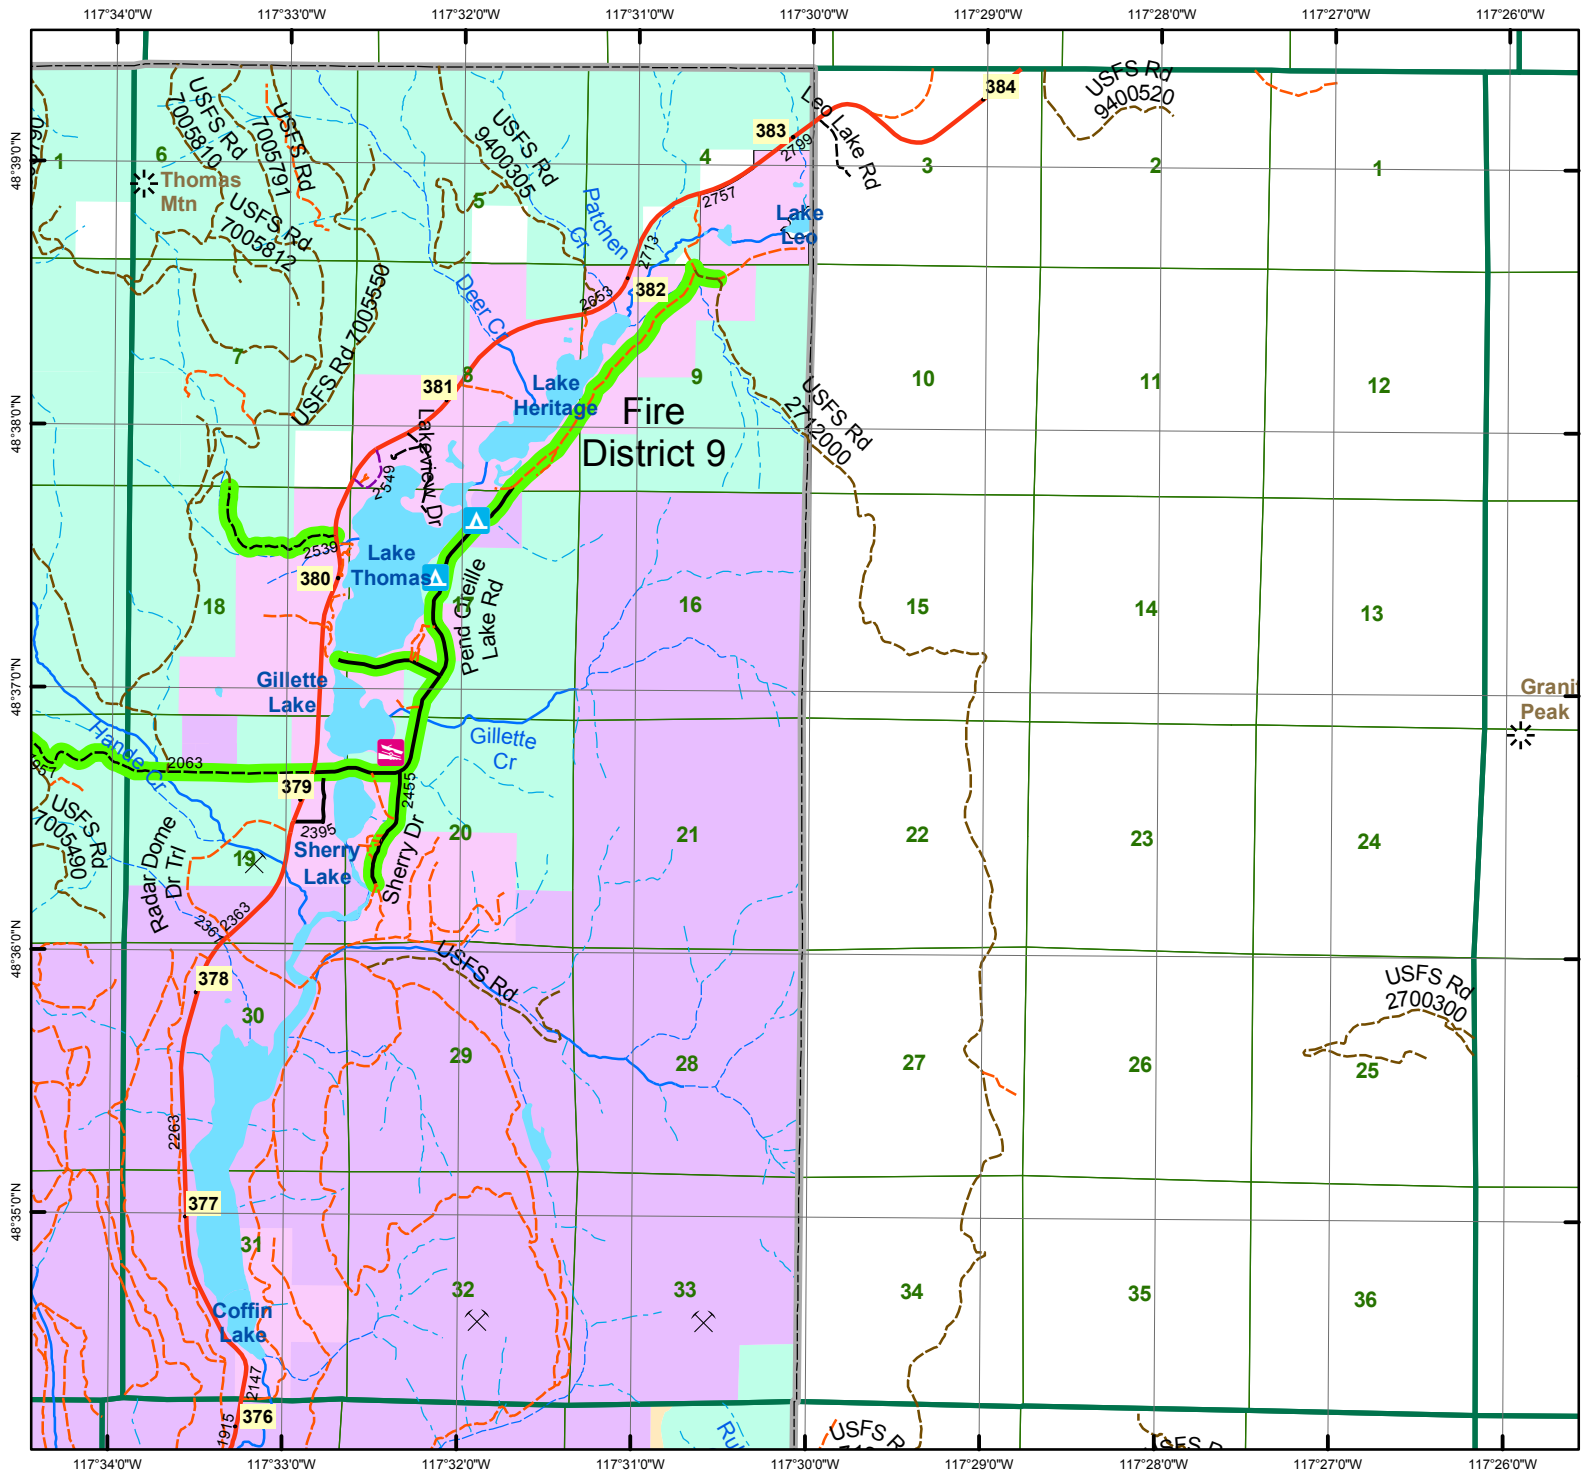 117°34'0"W 117°33'0"W 117°32'0"W 117°31'0"W 117°30'0"W 117°29'0"W 117°28'0"W 117°27'0"W 117°26'0"W
48°39'0"N
48°38'0"N
48°37'0"N
48°36'0"N
48°35'0"N
USFS Rd
7005810
USFS Rd
7005791
USFS Rd
9400305
USFS Rd
9400520
384
383
2799
Leo Lake Rd
1
6
5
4
3
2
1
Thomas
Mtn
USFS Rd
7005812
Patchen
Cr
2757
2713
Lake
Leo
382
2653
Deer Cr
USFS Rd 7005550
7
8
9
10
11
12
381
Lake
Heritage
Fire
District 9
USFS Rd
2712000
Lakeview Dr
2549
2539
380
Lake
Thomas
Pend Oreille
Lake Rd
18
16
15
14
13
Gillette
Lake
Gillette
Cr
Hande Cr
2063
379
2395
2455
USFS Rd
7005490
Radar Dome
Dr Trl
19
Sherry
Lake
Sherry Dr
20
21
22
23
24
2363
378
USFS Rd
USFS Rd
2700300
30
29
28
27
26
25
2263
377
31
32
33
34
35
36
Coffin
Lake
2147
376
1915
USFS R
117°34'0"W 117°33'0"W 117°32'0"W 117°31'0"W 117°30'0"W 117°29'0"W 117°28'0"W 117°27'0"W 117°26'0"W